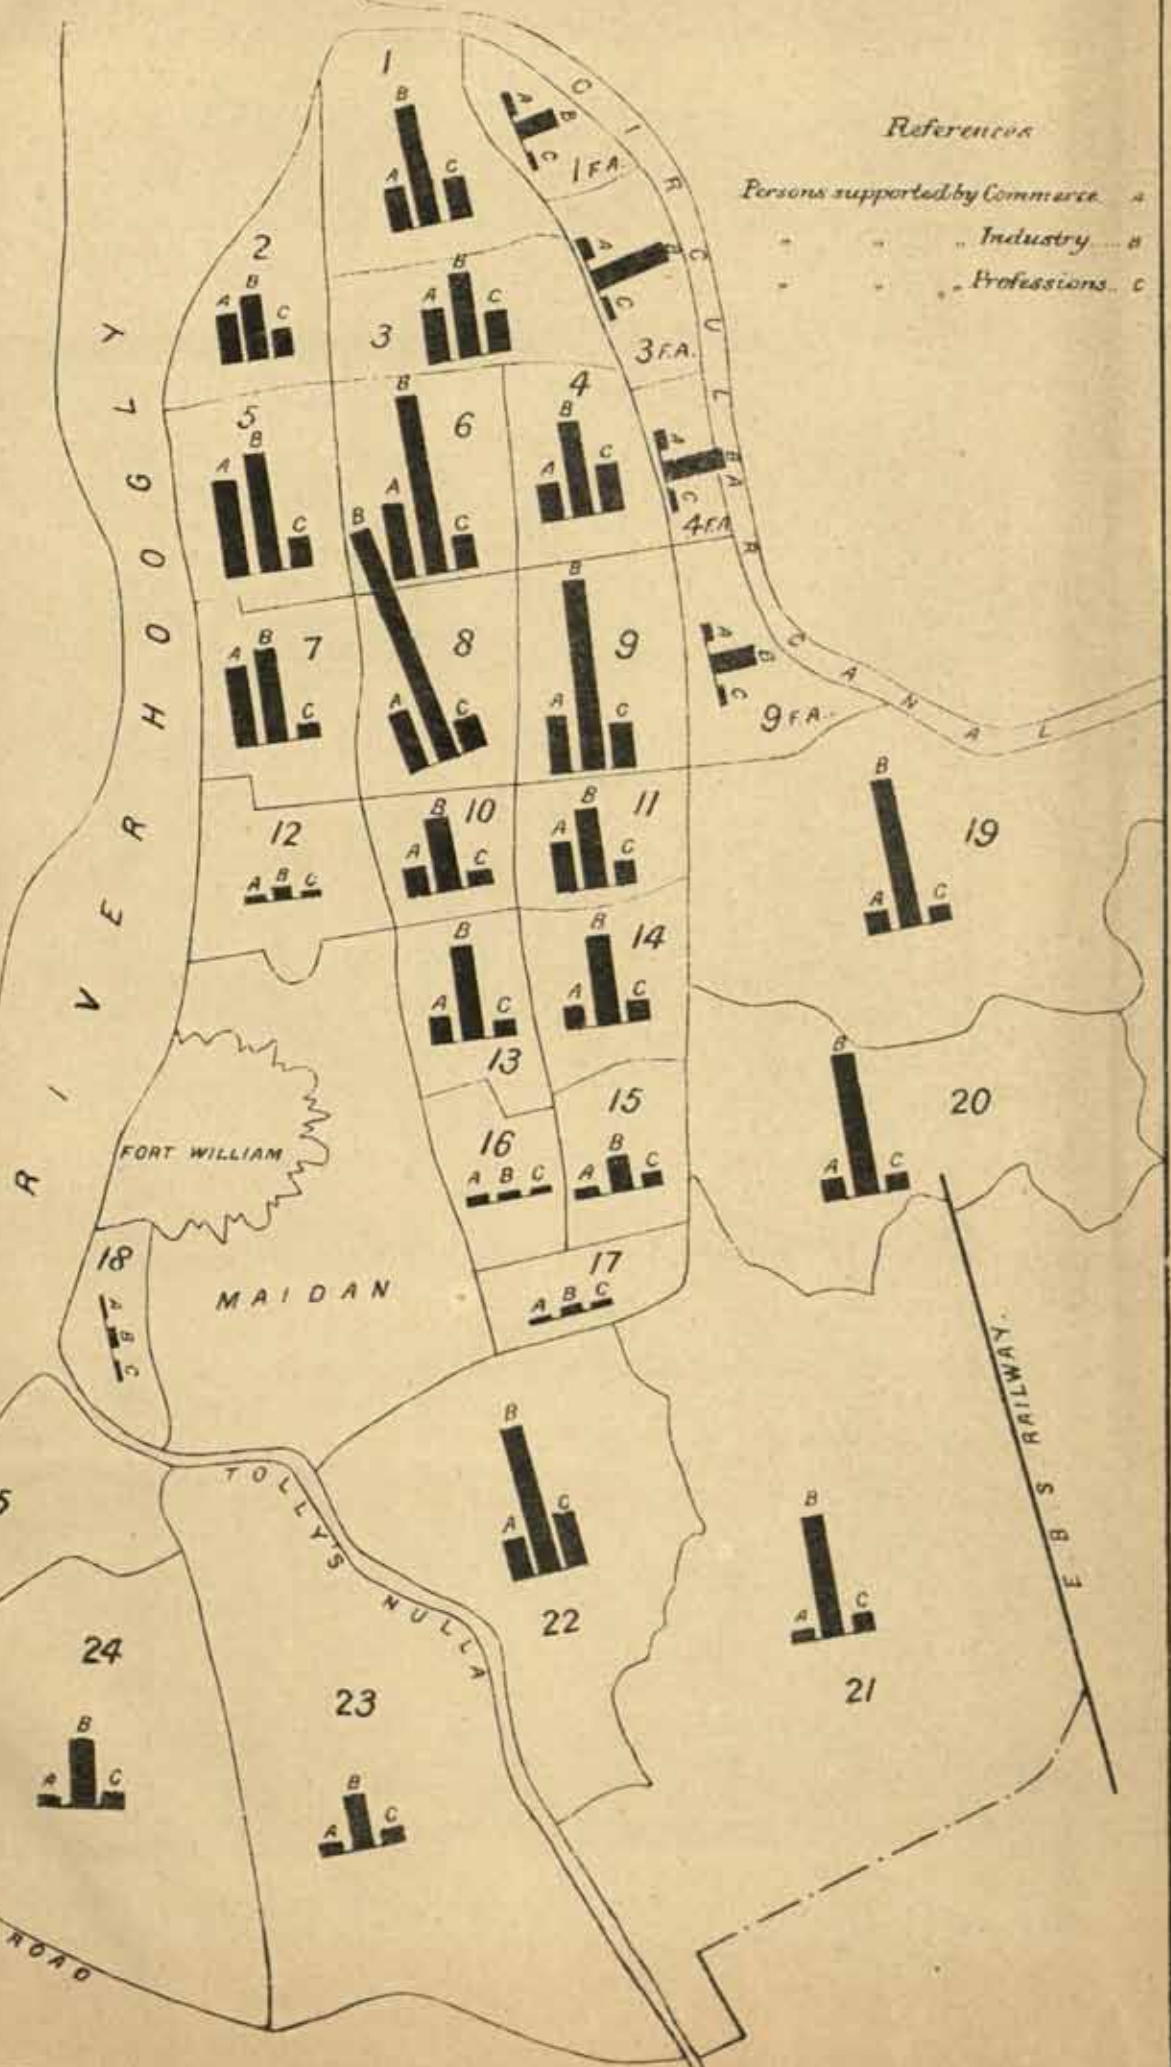 References
Persons supported by Commerce A
" " " Industry B
" " " Professions C
RIVER HOOGLY
CIRCULAR CANAL
1
B
A C
A
B
C
1 F.A.
2
B
A C
3
B
A C
A
B
C
3 F.A.
4
B
A C
A
B
C
4 F.A.
5
B
A C
6
B
A C
7
B
A C
8
B
A C
9
B
A C
A
B
C
9 F.A.
10
B
A C
11
B
A C
12
A B C
13
B
A C
14
B
A C
15
B
A C
16
A B C
17
A B C
18
A
B
C
19
B
A C
20
B
A C
FORT WILLIAM
MAIDAN
TOLLY'S NULLA
E B S RAILWAY.
22
B
A C
21
B
A C
5
24
B
A C
23
B
A C
ROAD